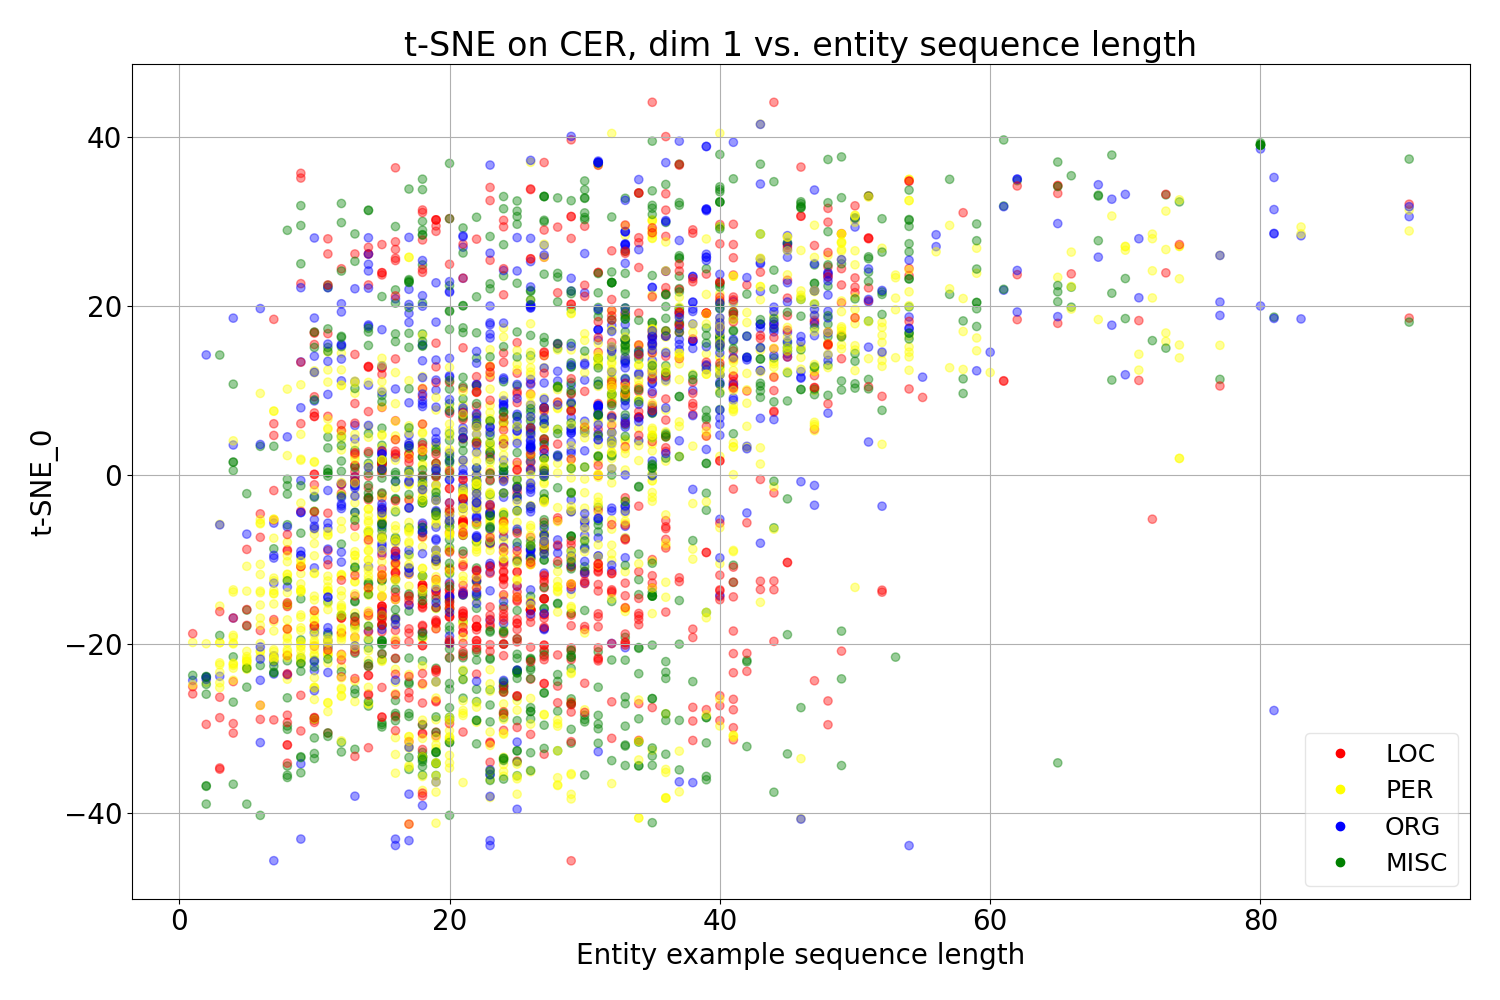 t-SNE on CER, dim 1 vs. entity sequence length
t-SNE_0
40
20
0
−20
−40
0 20 40 60 80
Entity example sequence length
LOC
PER
ORG
MISC